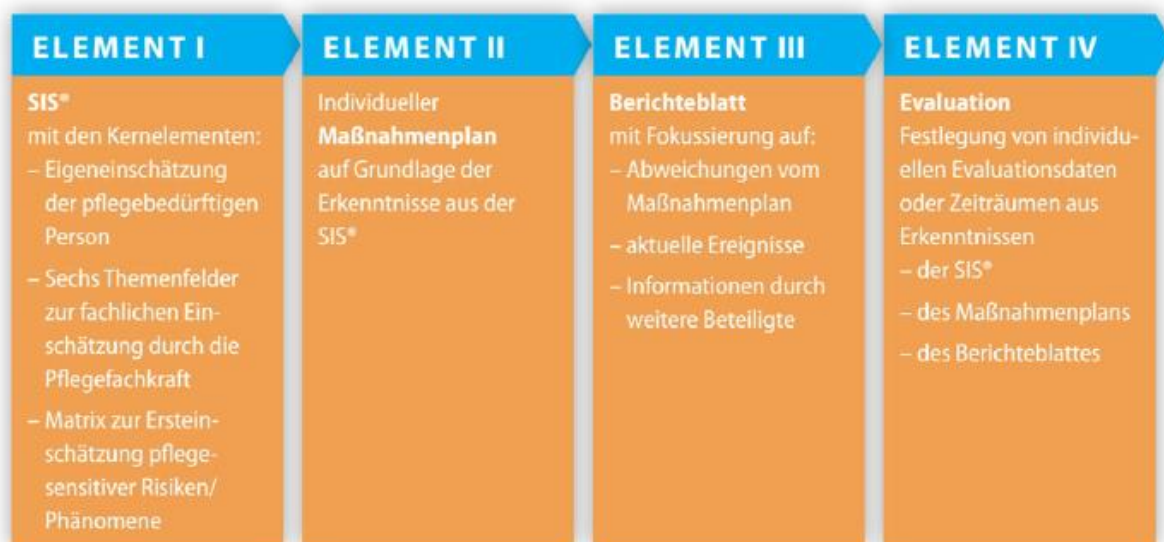 ELEMENT I
SIS®
mit den Kernelementen:
– Eigeneinschätzung
der pflegebedürftigen
Person
– Sechs Themenfelder
zur fachlichen Ein-
schätzung durch die
Pflegefachkraft
– Matrix zur Erstein-
schätzung pflege-
sensitiver Risiken/
Phänomene
ELEMENT II
Individueller
Maßnahmenplan
auf Grundlage der
Erkenntnisse aus der
SIS®
ELEMENT III
Berichteblatt
mit Fokussierung auf:
– Abweichungen vom
Maßnahmenplan
– aktuelle Ereignisse
– Informationen durch
weitere Beteiligte
ELEMENT IV
Evaluation
Festlegung von individu-
ellen Evaluationsdaten
oder Zeiträumen aus
Erkenntnissen
– der SIS®
– des Maßnahmenplans
– des Berichteblattes